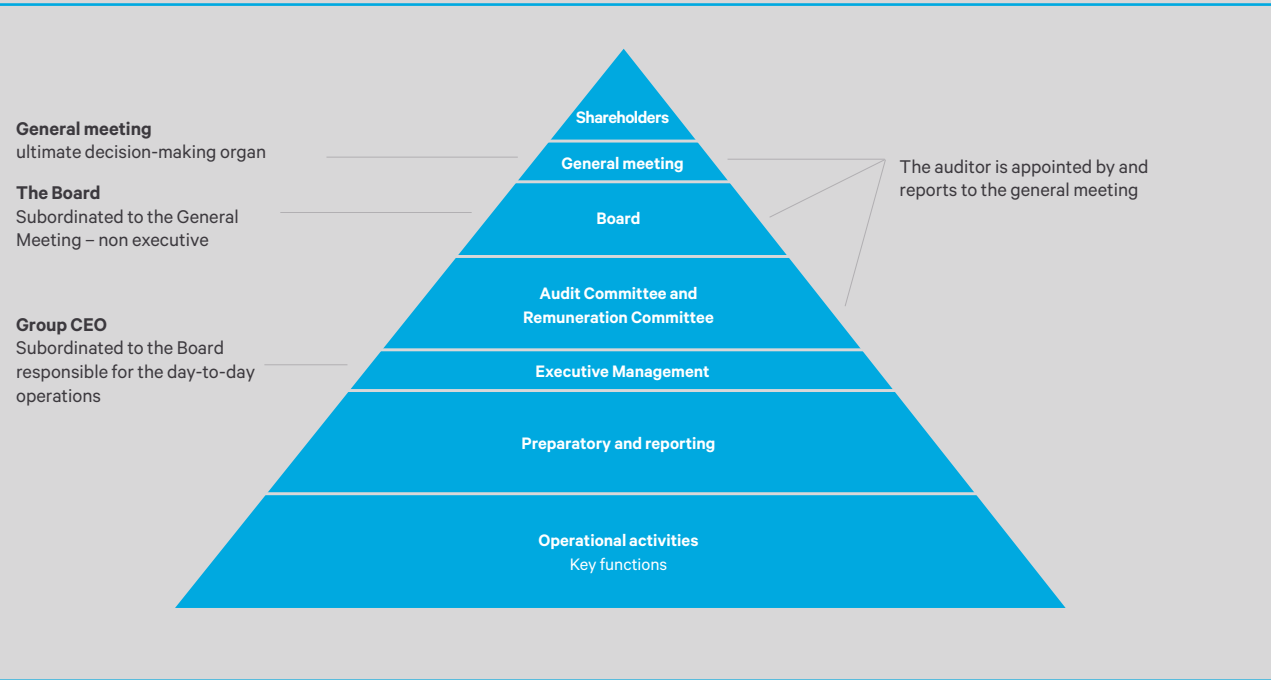 General meeting
ultimate decision-making organ
The Board
Subordinated to the General
Meeting – non executive
Group CEO
Subordinated to the Board
responsible for the day-to-day
operations
Shareholders
General meeting
Board
Audit Committee and
Remuneration Committee
Executive Management
Preparatory and reporting
Operational activities
Key functions
The auditor is appointed by and
reports to the general meeting